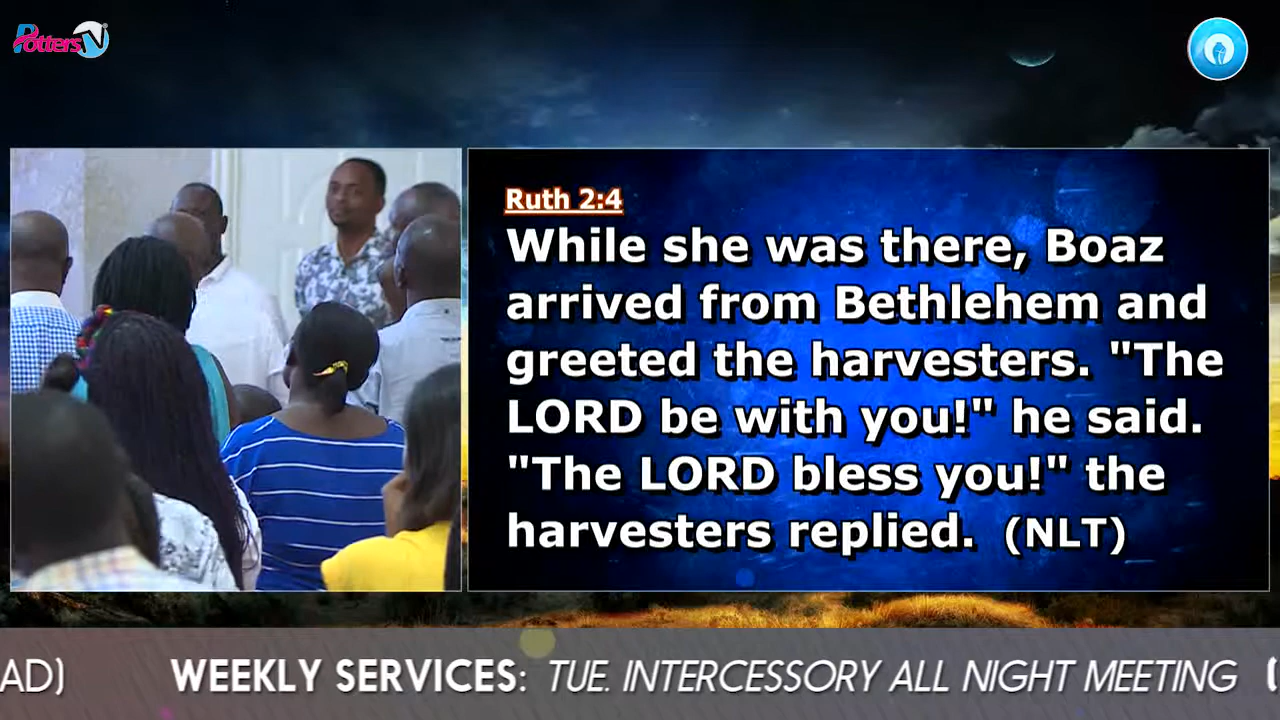 PottersTV
Ruth 2:4
While she was there, Boaz
arrived from Bethlehem and
greeted the harvesters. "The
LORD be with you!" he said.
"The LORD bless you!" the
harvesters replied. (NLT)
AD) WEEKLY SERVICES: TUE. INTERCESSORY ALL NIGHT MEETING (